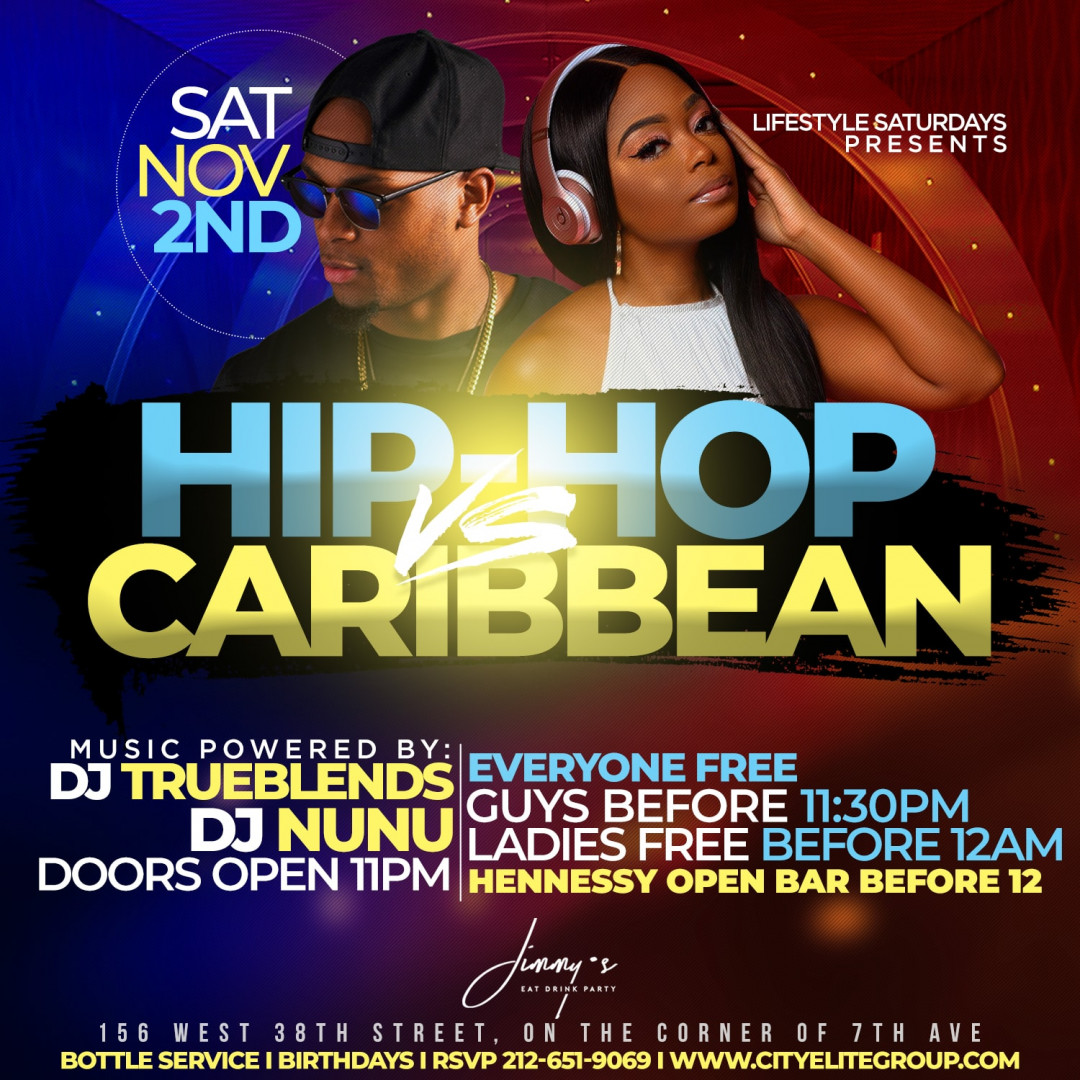 SAT
NOV
2ND
LIFESTYLE SATURDAYS
PRESENTS
HIP-HOP
VS
CARIBBEAN
MUSIC POWERED BY:
DJ TRUEBLENDS
DJ NUNU
DOORS OPEN 11PM
EVERYONE FREE
GUYS BEFORE 11:30PM
LADIES FREE BEFORE 12AM
HENNESSY OPEN BAR BEFORE 12
Jimmy's
EAT DRINK PARTY
156 WEST 38TH STREET, ON THE CORNER OF 7TH AVE
BOTTLE SERVICE I BIRTHDAYS I RSVP 212-651-9069 I WWW.CITYELITEGROUP.COM